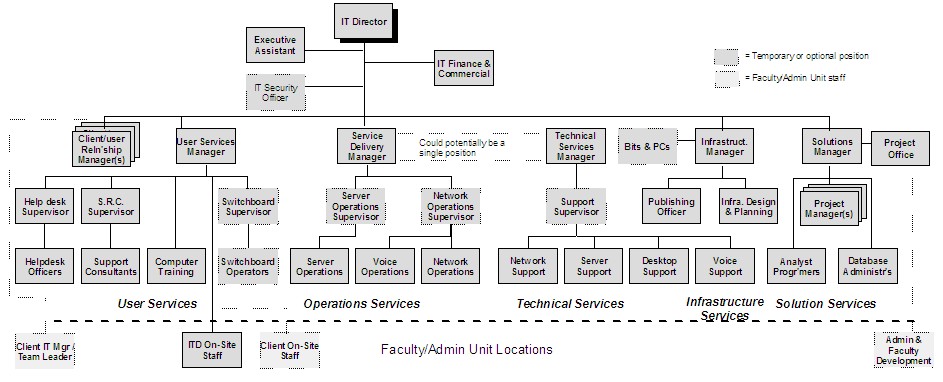 IT Director
Executive
Assistant
IT Finance &
Commercial
IT Security
Officer
= Temporary or optional position
= Faculty/Admin Unit staff
Client/user
Reln'ship
Manager(s)
User Services
Manager
Service
Delivery
Manager
Could potentially be a
single position
Technical
Services
Manager
Bits & PCs
Infrastruct.
Manager
Solutions
Manager
Project
Office
Help desk
Supervisor
S.R.C.
Supervisor
Switchboard
Supervisor
Server
Operations
Supervisor
Network
Operations
Supervisor
Support
Supervisor
Publishing
Officer
Infra. Design
& Planning
Project
Manager(s)
Helpdesk
Officers
Support
Consultants
Computer
Training
Switchboard
Operators
Server
Operations
Voice
Operations
Network
Operations
Network
Support
Server
Support
Desktop
Support
Voice
Support
Analyst
Progr'mers
Database
Administr's
User Services
Operations Services
Technical Services
Infrastructure
Services
Solution Services
Client IT Mgr /
Team Leader
ITD On-Site
Staff
Client On-Site
Staff
Faculty/Admin Unit Locations
Admin &
Faculty
Development